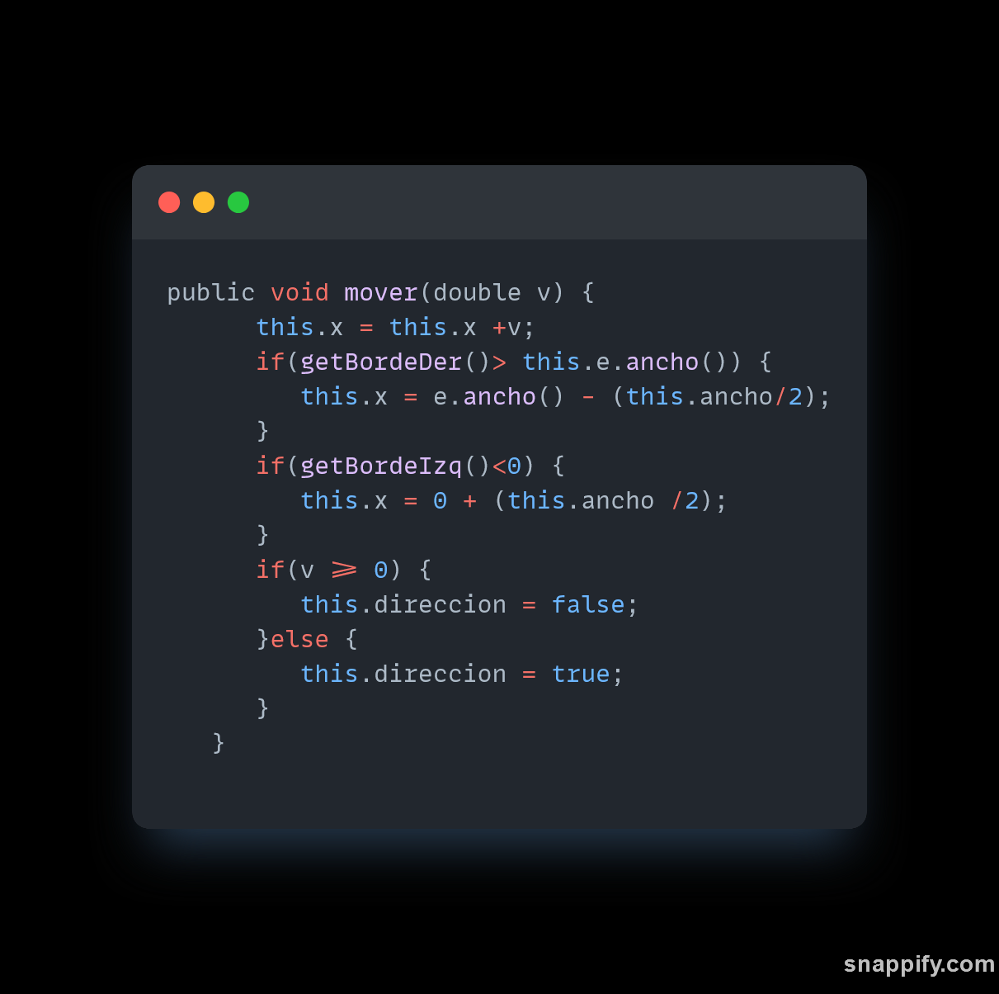 public void mover(double v) {
      this.x = this.x +v;
      if(getBordeDer()> this.e.ancho()) {
         this.x = e.ancho() - (this.ancho/2);
      }
      if(getBordeIzq()<0) {
         this.x = 0 + (this.ancho /2);
      }
      if(v >= 0) {
         this.direccion = false;
      }else {
         this.direccion = true;
      }
   }
snappify.com